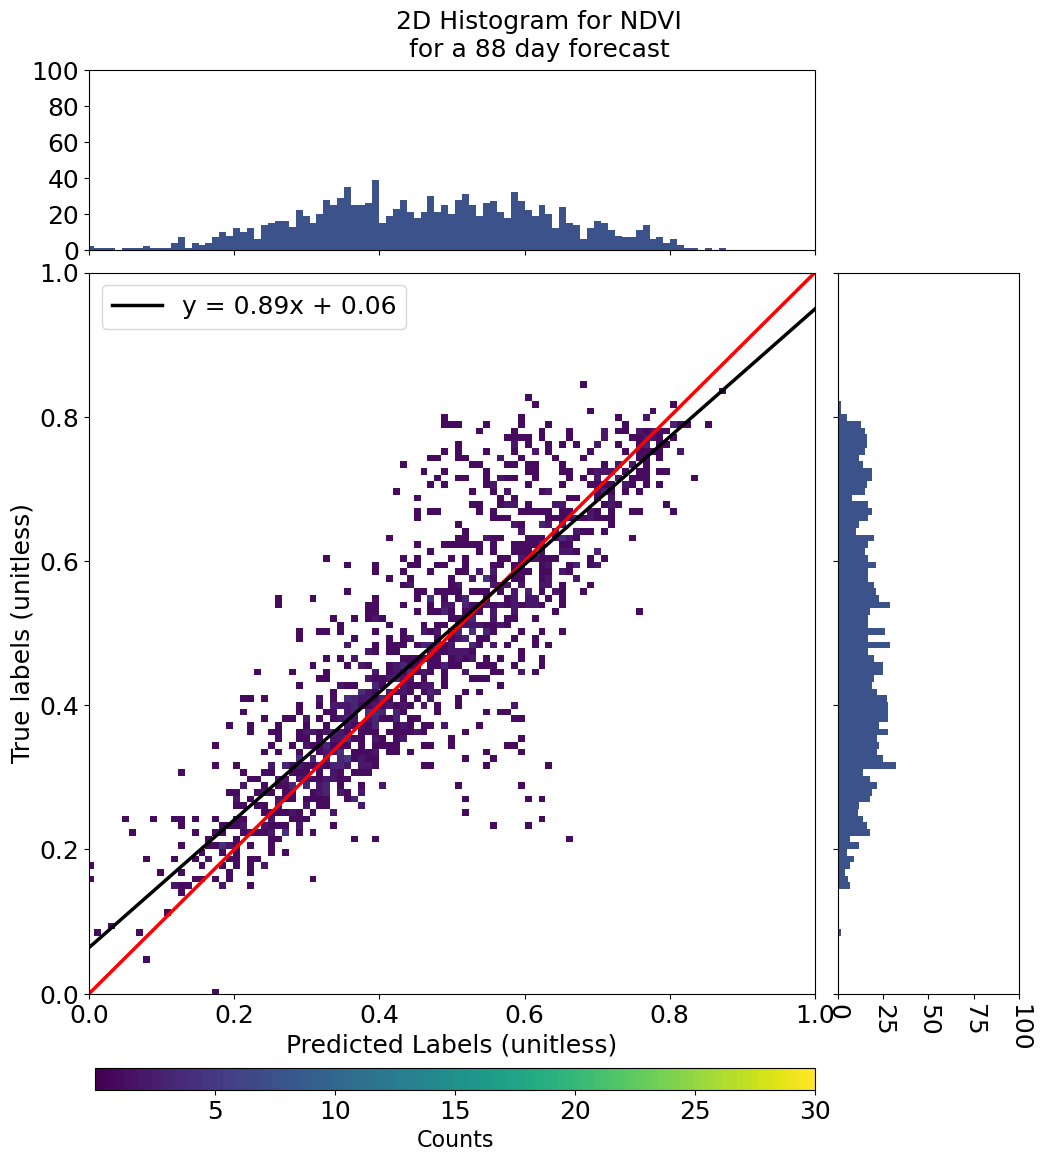 2D Histogram for NDVI
for a 88 day forecast
100
80
60
40
20
0
1.0
0.8
0.6
0.4
0.2
0.0
True labels (unitless)
y = 0.89x + 0.06
0.0 0.2 0.4 0.6 0.8 1.0
Predicted Labels (unitless)
0 25 50 75 100
5 10 15 20 25 30
Counts